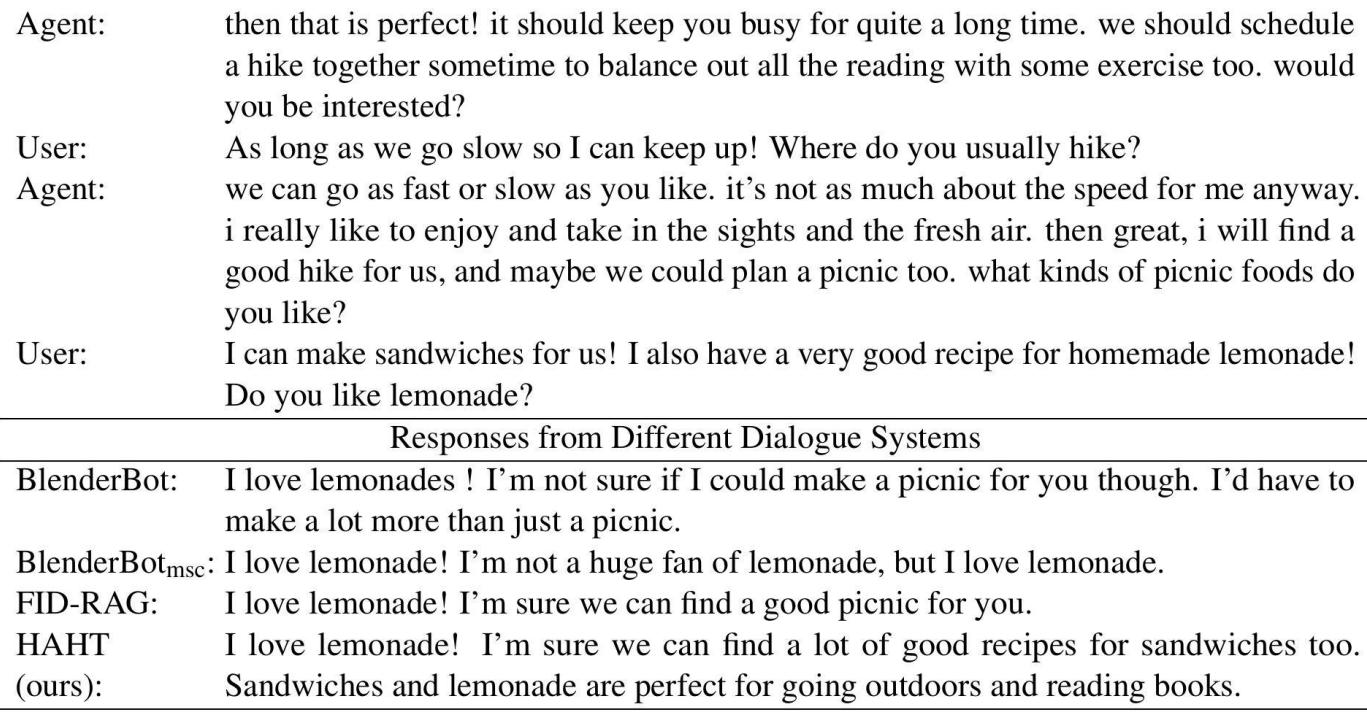 Agent: then that is perfect! it should keep you busy for quite a long time. we should schedule
a hike together sometime to balance out all the reading with some exercise too. would
you be interested?
User: As long as we go slow so I can keep up! Where do you usually hike?
Agent: we can go as fast or slow as you like. it's not as much about the speed for me anyway.
i really like to enjoy and take in the sights and the fresh air. then great, i will find a
good hike for us, and maybe we could plan a picnic too. what kinds of picnic foods do
you like?
User: I can make sandwiches for us! I also have a very good recipe for homemade lemonade!
Do you like lemonade?
Responses from Different Dialogue Systems
BlenderBot: I love lemonades ! I'm not sure if I could make a picnic for you though. I'd have to
make a lot more than just a picnic.
BlenderBotmsc: I love lemonade! I'm not a huge fan of lemonade, but I love lemonade.
FID-RAG: I love lemonade! I'm sure we can find a good picnic for you.
HAHT I love lemonade! I'm sure we can find a lot of good recipes for sandwiches too.
(ours): Sandwiches and lemonade are perfect for going outdoors and reading books.